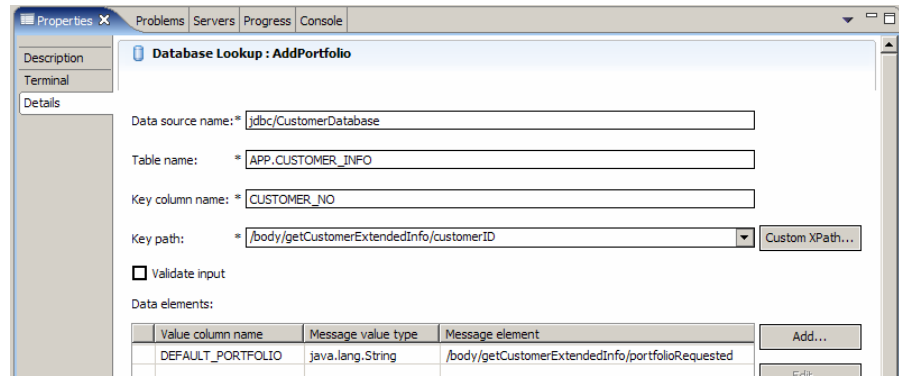 Properties Problems Servers Progress Console
Description
Terminal
Details
Database Lookup : AddPortfolio
Data source name:* jdbc/CustomerDatabase
Table name: * APP.CUSTOMER_INFO
Key column name: * CUSTOMER_NO
Key path: * /body/getCustomerExtendedInfo/customerID Custom XPath...
Validate input
Data elements:
Value column name Message value type Message element Add...
DEFAULT_PORTFOLIO java.lang.String /body/getCustomerExtendedInfo/portfolioRequested
Edit...